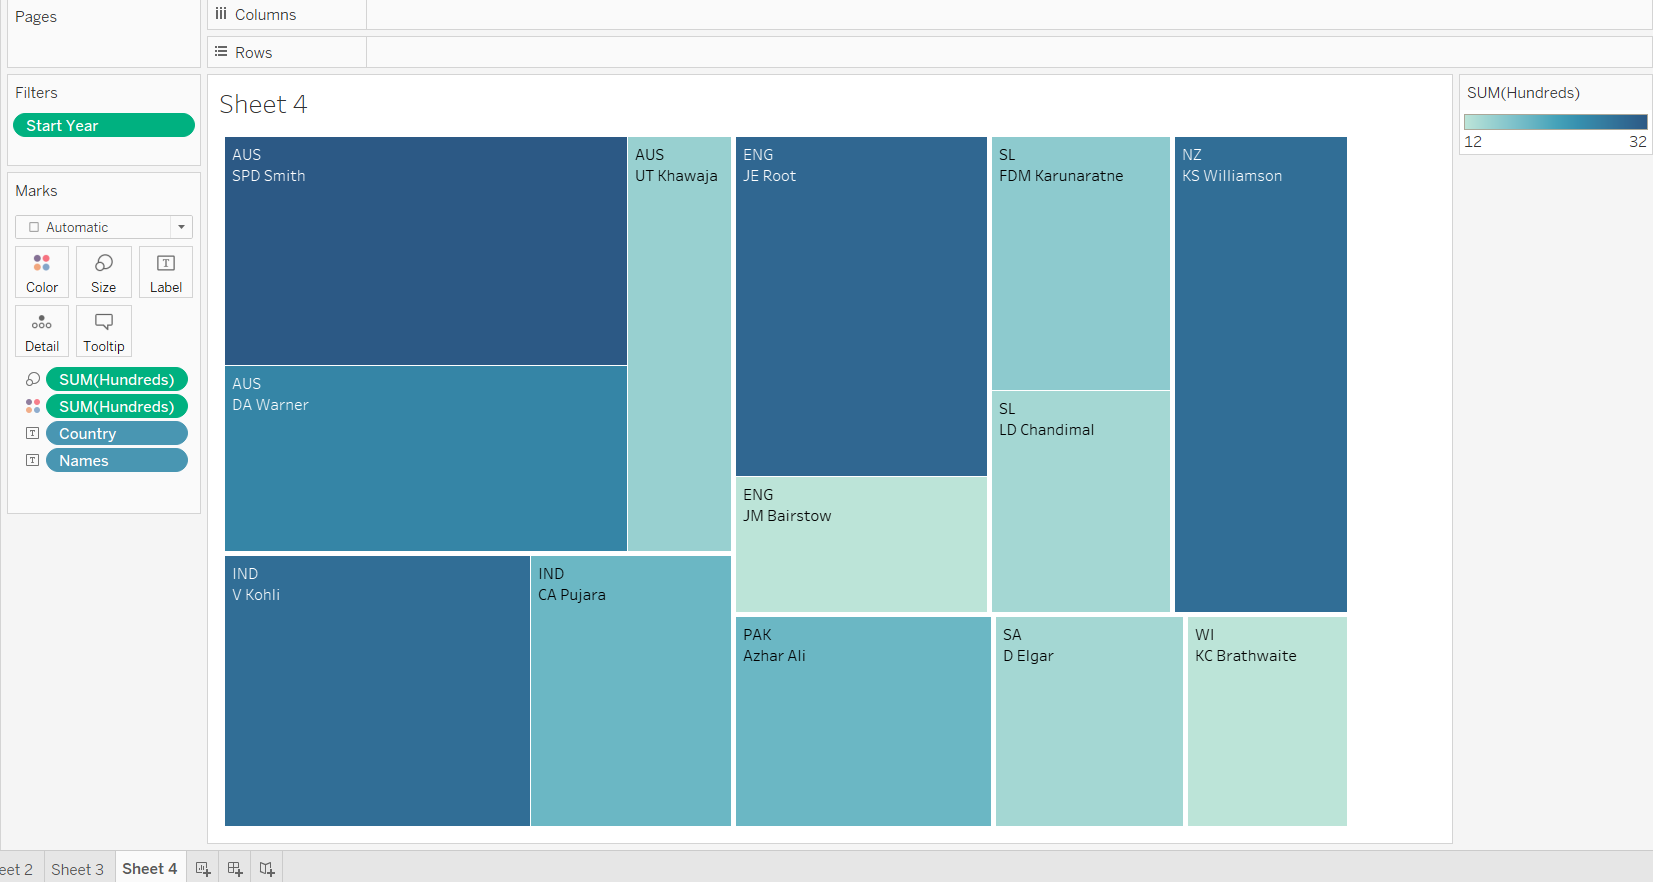 Pages
Columns
Rows
Filters
Start Year
Marks
Automatic
Color
Size
Label
Detail
Tooltip
SUM(Hundreds)
SUM(Hundreds)
Country
Names
Sheet 4
AUS
SPD Smith
AUS
UT Khawaja
AUS
DA Warner
IND
V Kohli
IND
CA Pujara
ENG
JE Root
ENG
JM Bairstow
SL
FDM Karunaratne
SL
LD Chandimal
NZ
KS Williamson
PAK
Azhar Ali
SA
D Elgar
WI
KC Brathwaite
SUM(Hundreds)
12 32
eet 2
Sheet 3
Sheet 4